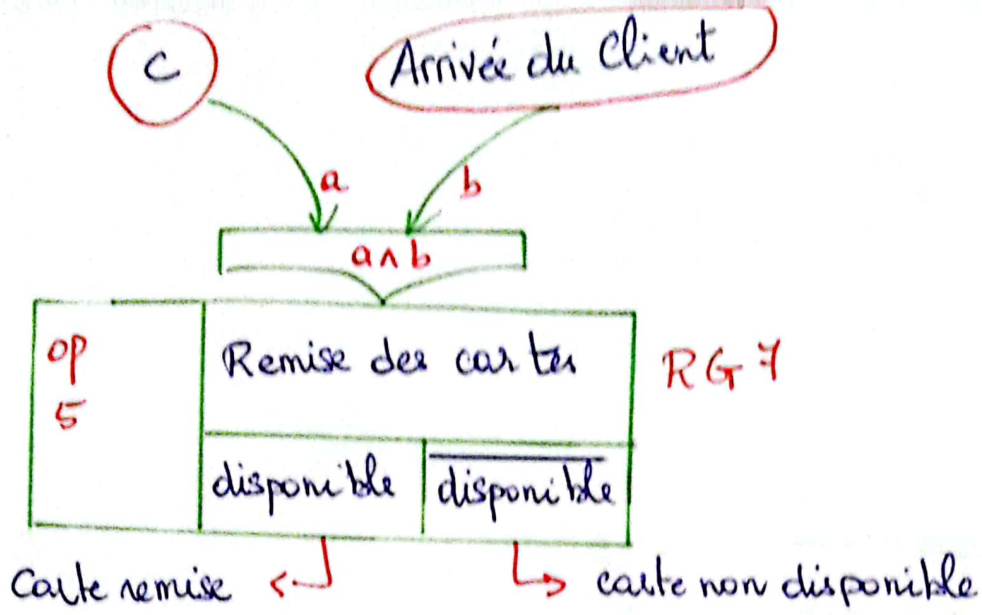 C
Arrivée du Client
a
b
a ∧ b
op
5
Remise des cartes
RG7
disponible
disponible
Carte remise
carte non disponible